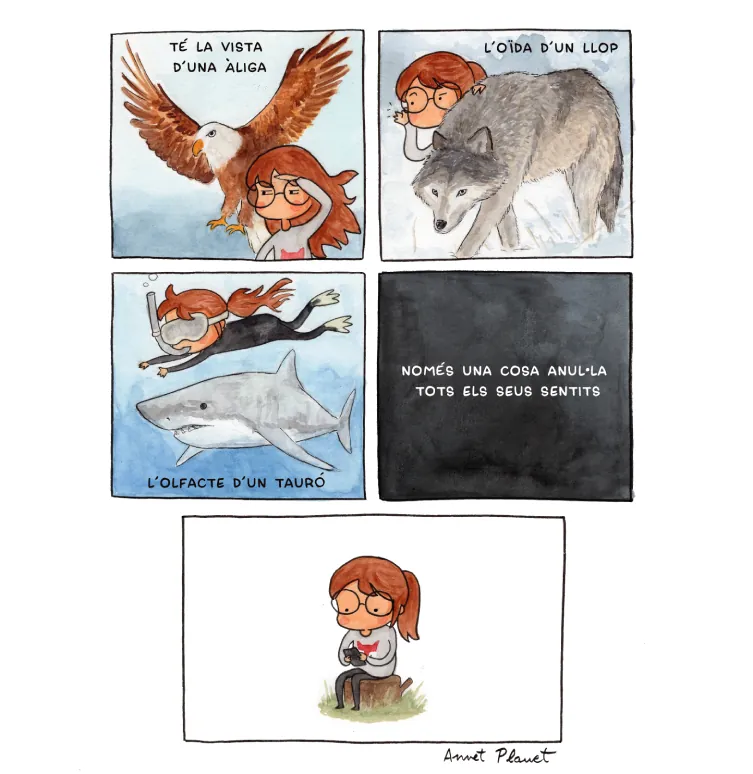 TÉ LA VISTA
D'UNA ÀLIGA
L'OÏDA D'UN LLOP
L'OLFACTE D'UN TAURÓ
NOMÉS UNA COSA ANUL·LA
TOTS ELS SEUS SENTITS
Annet Planet